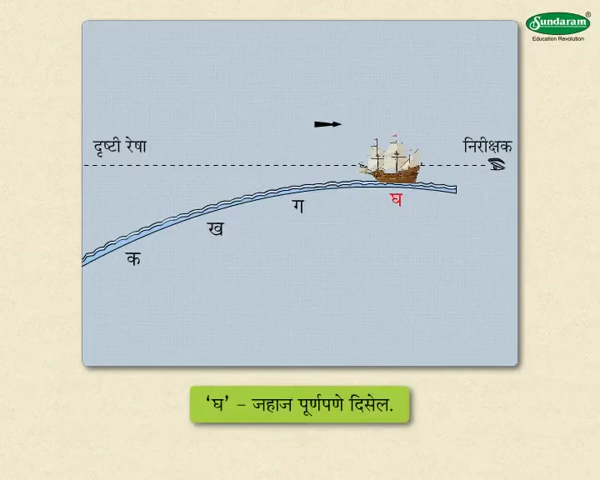 Sundaram
Education Revolution
दृष्टी रेषा
निरीक्षक
क
ख
ग
घ
‘घ’ – जहाज पूर्णपणे दिसेल.